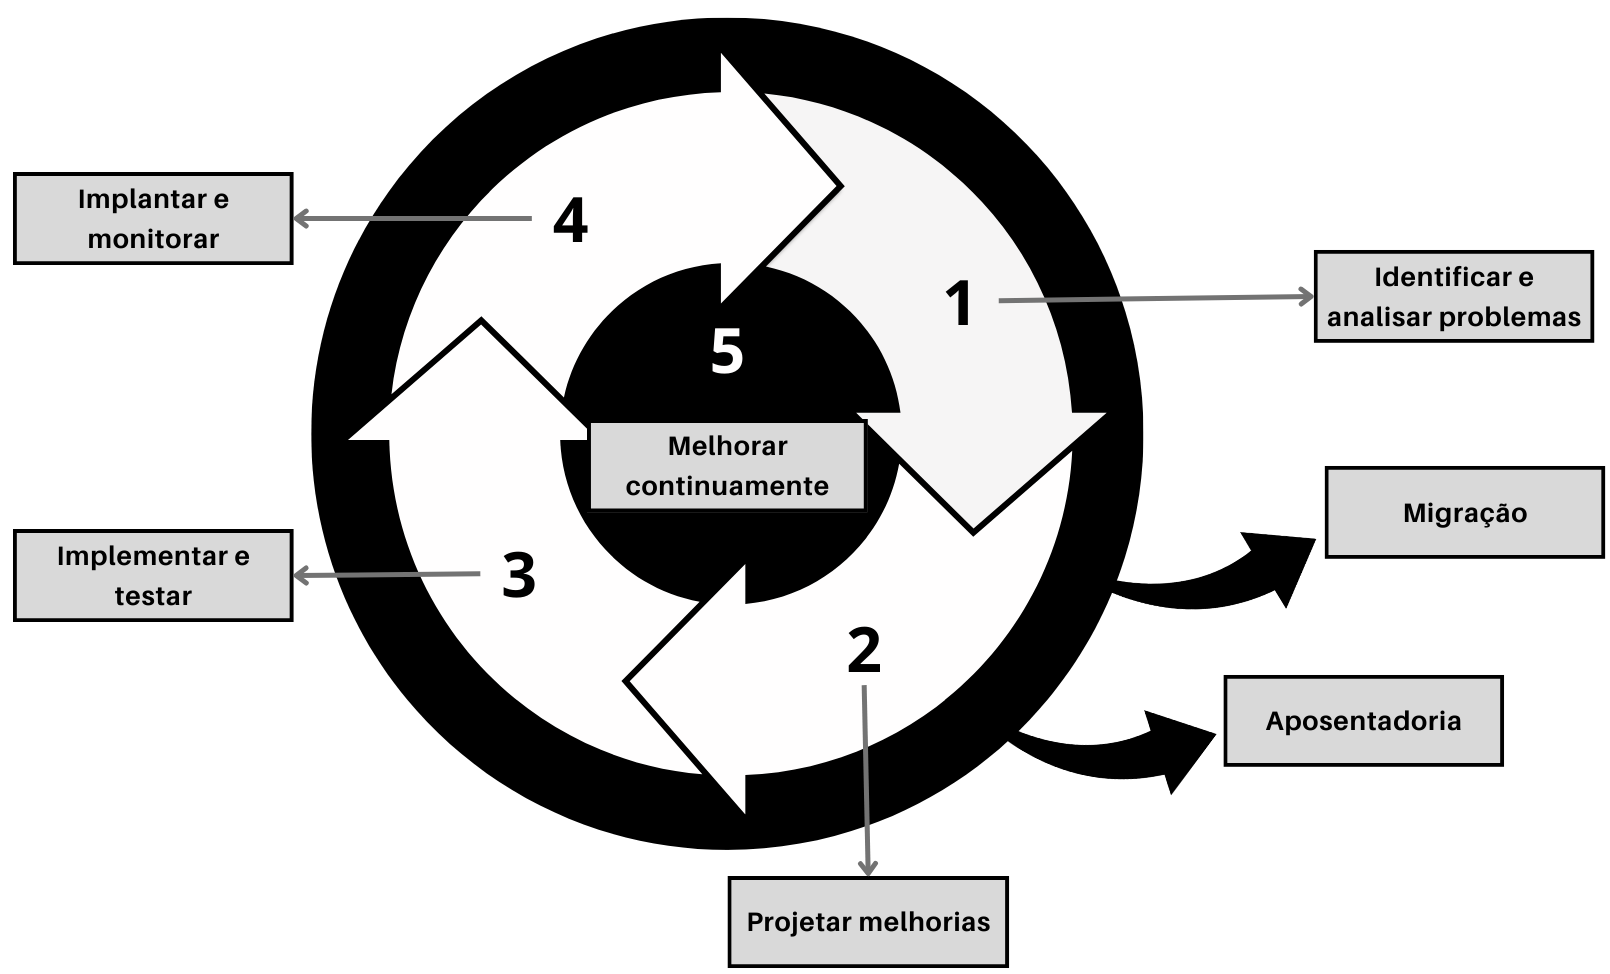 Implantar e
monitorar
4
1
Identificar e
analisar problemas
5
Melhorar
continuamente
Migração
Implementar e
testar
3
2
Aposentadoria
Projetar melhorias